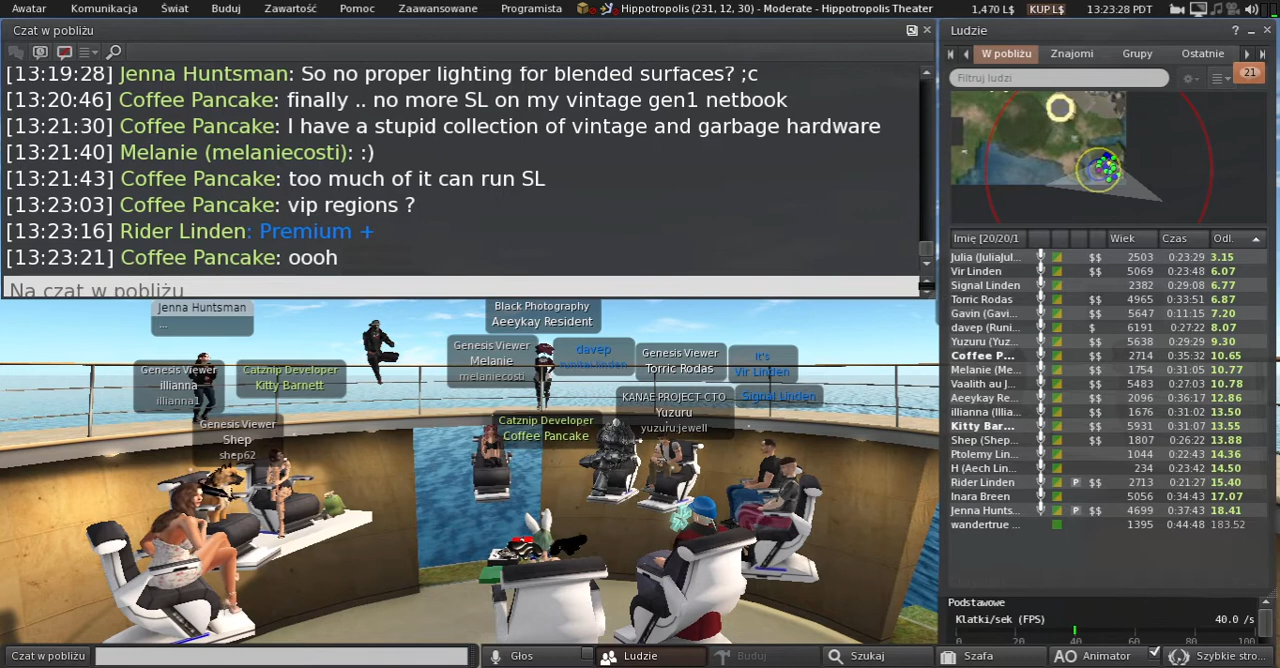 Awatar Komunikacja Świat Buduj Zawartość Pomoc Zaawansowane Programista Hippotropolis (231, 12, 30) - Moderate - Hippotropolis Theater 1,470 L$ KUP L$ 13:23:28 PDT
Czat w pobliżu
[13:19:28] Jenna Huntsman: So no proper lighting for blended surfaces? ;c
[13:20:46] Coffee Pancake: finally .. no more SL on my vintage gen1 netbook
[13:21:30] Coffee Pancake: I have a stupid collection of vintage and garbage hardware
[13:21:40] Melanie (melaniecosti): :)
[13:21:43] Coffee Pancake: too much of it can run SL
[13:23:03] Coffee Pancake: vip regions ?
[13:23:16] Rider Linden: Premium +
[13:23:21] Coffee Pancake: oooh
Na czat w pobliżu
Jenna Huntsman
...
Black Photography
Aeeykay Resident
Genesis Viewer
illianna
illianna1
Catznip Developer
Kitty Barnett
Genesis Viewer
Melanie
melaniecosti
davep
Genesis Viewer
Torric Rodas
It's
Vir Linden
Signal Linden
KANAE PROJECT CTO
Yuzuru
yuzuru.jewell
Genesis Viewer
Shep
shep62
Catznip Developer
Coffee Pancake
Ludzie
W pobliżu Znajomi Grupy Ostatnie
Filtruj ludzi
21
Imię [20/20/1 Wiek Czas Odl.
Julia (JuliaJul... $$ 2503 0:23:29 3.15
Vir Linden $$ 5069 0:23:48 6.07
Signal Linden 2382 0:29:08 6.77
Torric Rodas $$ 4965 0:33:51 6.87
Gavin (Gavi... $$ 5647 0:11:15 7.20
davep (Runi... $ 6191 0:27:22 8.07
Yuzuru (Yuz... $$ 5638 0:29:29 9.30
Coffee P... $$ 2714 0:35:32 10.65
Melanie (Me... $$ 1754 0:31:05 10.77
Vaalith au J... $$ 5483 0:27:03 10.78
Aeeykay Re... $$ 2096 0:36:17 12.86
illianna (Illia... $$ 1676 0:31:02 13.50
Kitty Bar... $$ 5931 0:31:07 13.55
Shep (Shep... $$ 1807 0:26:22 13.88
Ptolemy Lin... 1044 0:22:43 14.36
H (Aech Lin... 234 0:23:42 14.50
Rider Linden P $$ 2713 0:21:27 15.40
Inara Breen 5056 0:34:43 17.07
Jenna Hunts... P $$ 4699 0:37:43 18.41
wandertrue ... 1395 0:44:48 183.52
Podstawowe
Klatki/sek (FPS) 40.0 /s
0 20 40 60 80 100
Czat w pobliżu Głos Ludzie Buduj Szukaj Szafa AO Animator Szybkie stro...